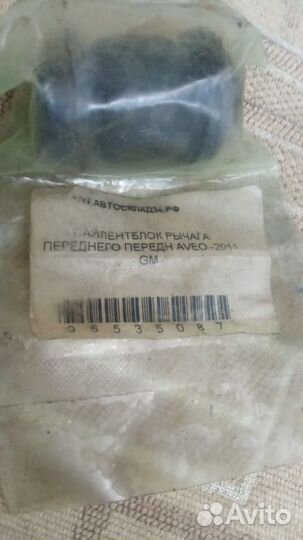 .АВТОСКЛАД34.РФ
САЙЛЕНТБЛОК РЫЧАГА
ПЕРЕДНЕГО ПЕРЕДН AVEO -2011
GM
96535087
Avito